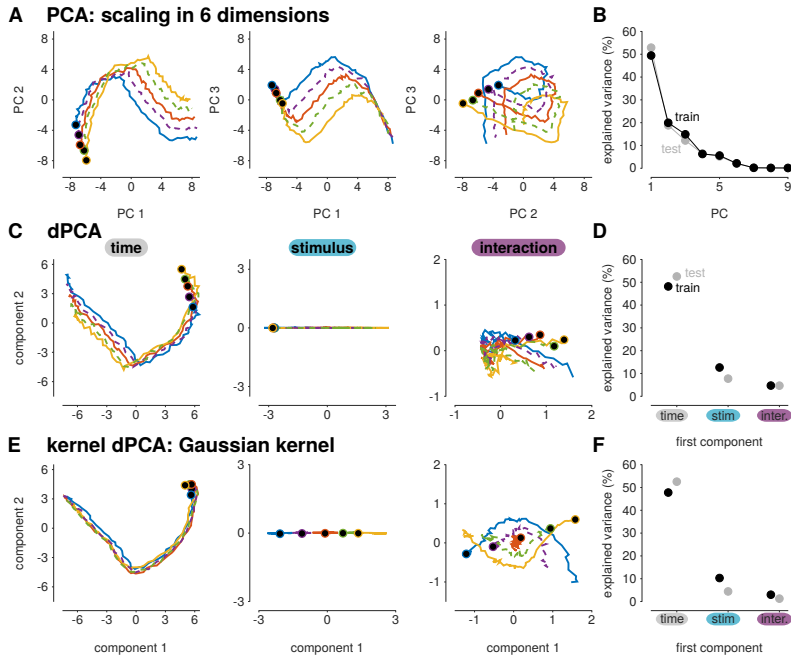 A PCA: scaling in 6 dimensions
B
PC 2
8
4
0
-4
-8
-8 -4 0 4 8
PC 1
PC 3
8
4
0
-4
-8
-8 -4 0 4 8
PC 1
PC 3
8
4
0
-4
-8
-8 -4 0 4 8
PC 2
explained variance (%)
60
50
40
30
20
10
0
train
test
1 5 9
PC
C dPCA
D
time
stimulus
interaction
component 2
6
3
0
-3
-6
-6 -3 0 3 6
3
0
-3
-3 0 3
2
1
0
-1
-1 0 1 2
explained variance (%)
60
50
40
30
20
10
0
test
train
time stim inter.
first component
E kernel dPCA: Gaussian kernel
F
component 2
6
3
0
-3
-6
-6 -3 0 3 6
component 1
3
0
-3
-3 0 3
component 1
2
1
0
-1
-1 0 1 2
component 1
explained variance (%)
60
50
40
30
20
10
0
time stim inter.
first component